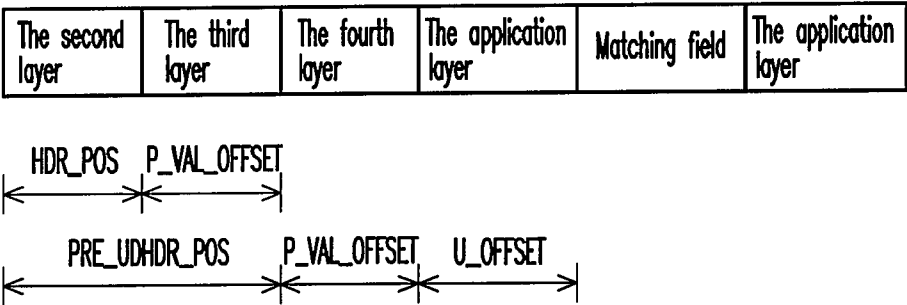 The second layer
The third layer
The fourth layer
The application layer
Matching field
The application layer
HDR_POS P_VAL_OFFSET
PRE_UDHDR_POS P_VAL_OFFSET U_OFFSET